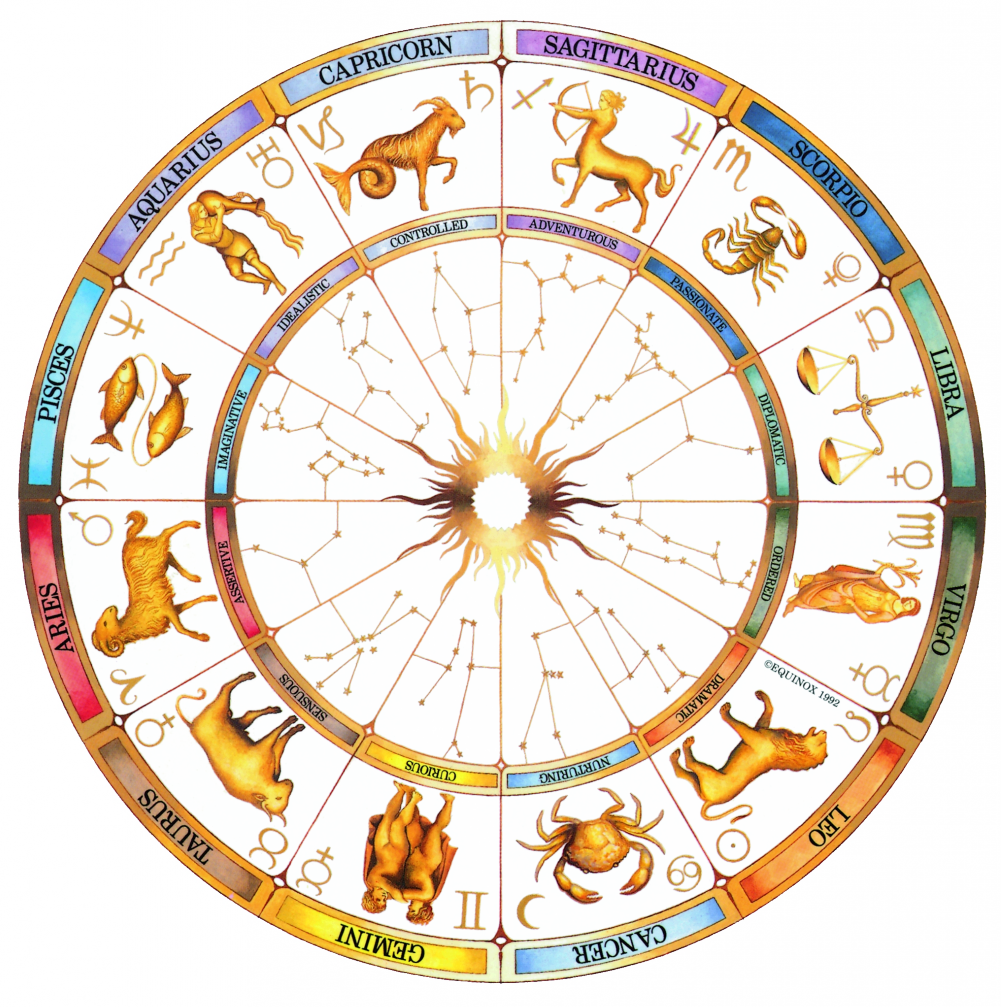 CAPRICORN
SAGITTARIUS
SCORPIO
LIBRA
VIRGO
LEO
CANCER
GEMINI
TAURUS
ARIES
PISCES
AQUARIUS
CONTROLLED
ADVENTUROUS
PASSIONATE
DIPLOMATIC
ORDERED
DRAMATIC
NURTURING
CURIOUS
SENSUOUS
ASSERTIVE
IMAGINATIVE
IDEALISTIC
©EQUINOX 1992